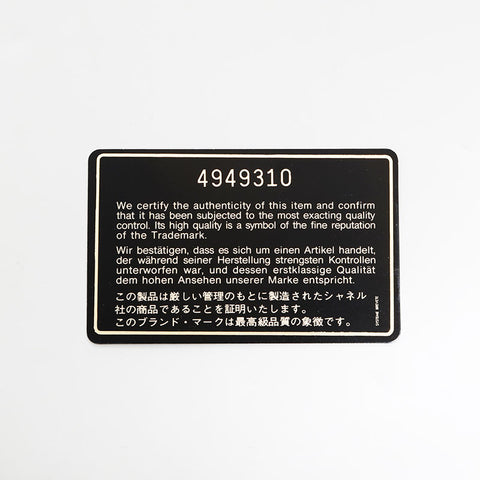 4949310
We certify the authenticity of this item and confirm
that it has been subjected to the most exacting quality
control. Its high quality is a symbol of the fine reputation
of the Trademark.
Wir bestätigen, dass es sich um einen Artikel handelt,
der während seiner Herstellung strengsten Kontrollen
unterworfen war, und dessen erstklassige Qualität
dem hohen Ansehen unserer Marke entspricht.
この製品は厳しい管理のもとに製造されたシャネル
社の商品であることを証明いたします。
このブランド・マークは最高級品質の象徴です。